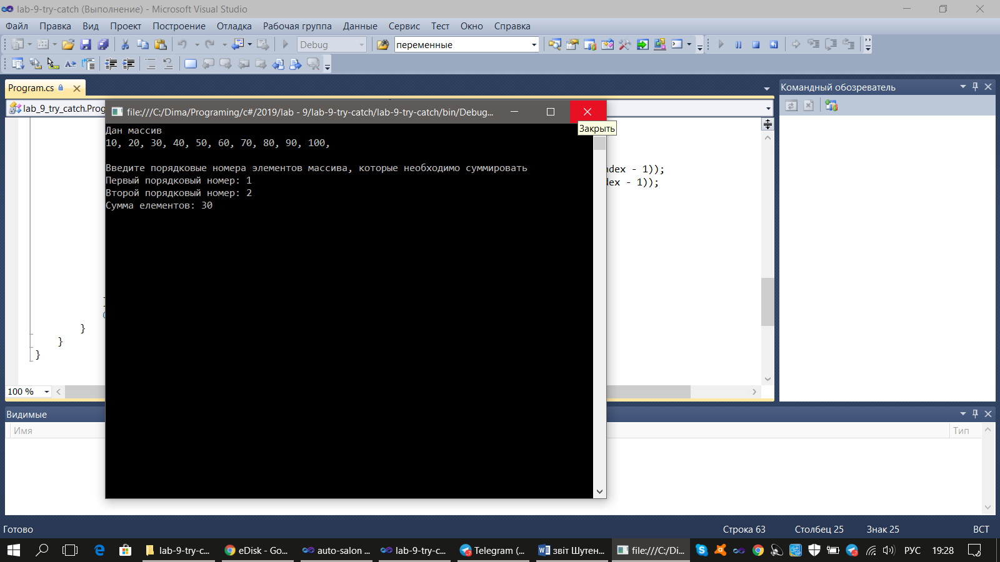 lab-9-try-catch (Выполнение) - Microsoft Visual Studio
Файл Правка Вид Проект Построение Отладка Рабочая группа Данные Сервис Тест Окно Справка
Debug переменные
Program.cs
Командный обозреватель
lab_9_try_catch.Prog
file:///C:/Dima/Programing/c#/2019/lab - 9/lab-9-try-catch/lab-9-try-catch/bin/Debug...
Закрыть
Дан массив
10, 20, 30, 40, 50, 60, 70, 80, 90, 100,
Введите порядковые номера элементов массива, которые необходимо суммировать
Первый порядковый номер: 1
Второй порядковый номер: 2
Сумма елементов: 30
ndex - 1));
dex - 1));
}
}
}
100 %
Видимые
Имя Тип
Готово Строка 63 Столбец 25 Знак 25 ВСТ
lab-9-try-c... eDisk - Go... auto-salon ... lab-9-try-c... Telegram (... звіт Шутен... file:///C:/Di... РУС 19:28